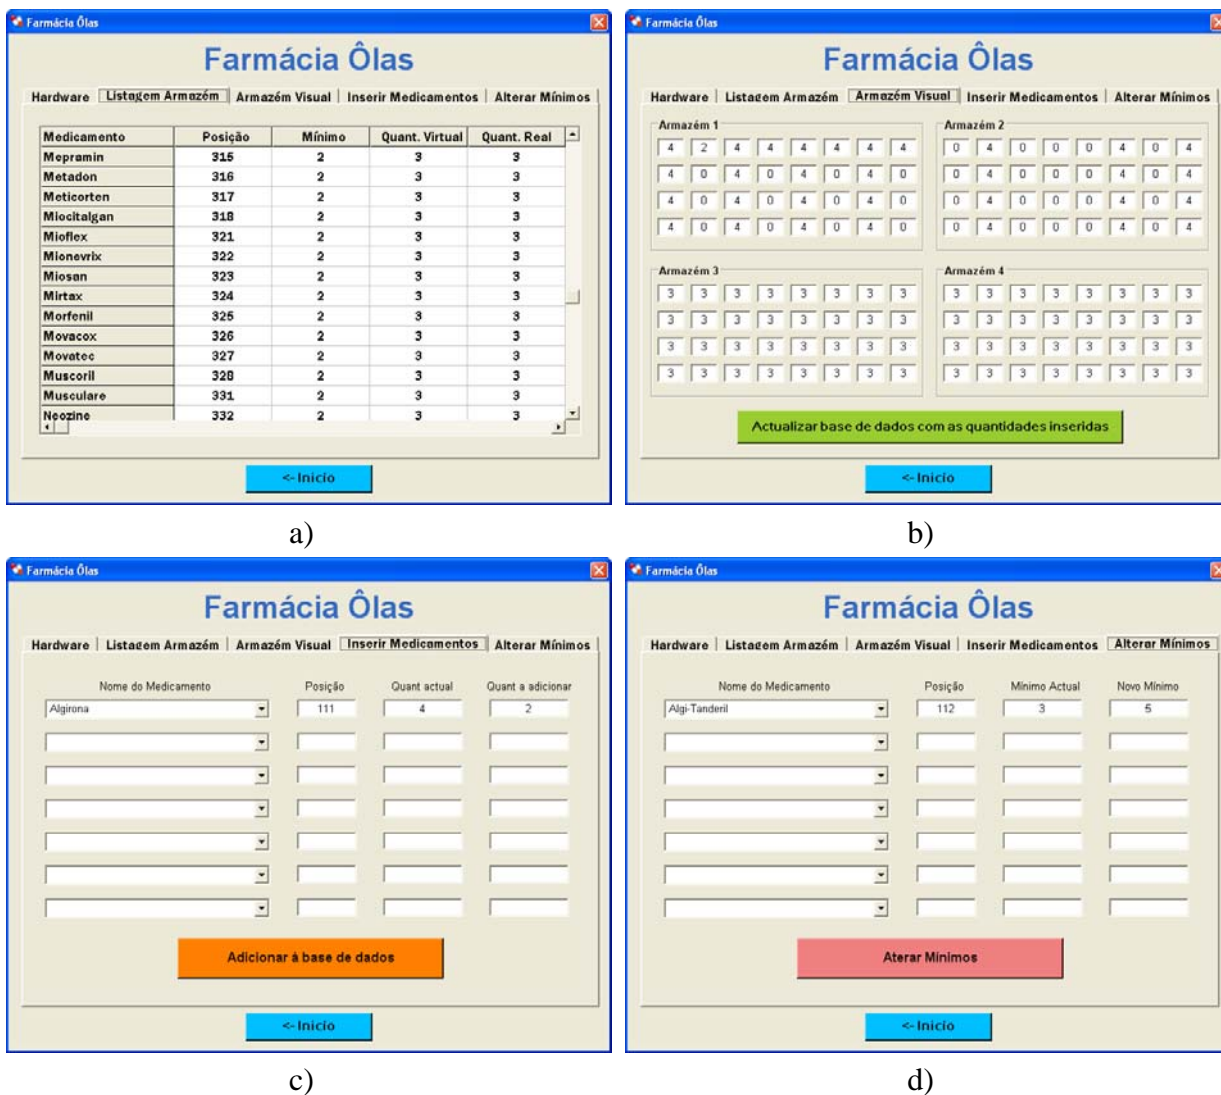 Farmácia Ôlas
Farmácia Ôlas
Hardware Listagem Armazém Armazém Visual Inserir Medicamentos Alterar Mínimos
Medicamento Posição Mínimo Quant. Virtual Quant. Real
Mepramin 315 2 3 3
Metadon 316 2 3 3
Meticorten 317 2 3 3
Miocitalgan 318 2 3 3
Mioflex 321 2 3 3
Mionevrix 322 2 3 3
Miosan 323 2 3 3
Mirtax 324 2 3 3
Morfenil 325 2 3 3
Movacox 326 2 3 3
Movatec 327 2 3 3
Muscoril 328 2 3 3
Musculare 331 2 3 3
Neozine 332 2 3 3
<- Inicío
a)
Farmácia Ôlas
Farmácia Ôlas
Hardware Listagem Armazém Armazém Visual Inserir Medicamentos Alterar Mínimos
Armazém 1
4 2 4 4 4 4 4 4
4 0 4 0 4 0 4 0
4 0 4 0 4 0 4 0
4 0 4 0 4 0 4 0
Armazém 2
0 4 0 0 0 4 0 4
0 4 0 0 0 4 0 4
0 4 0 0 0 4 0 4
0 4 0 0 0 4 0 4
Armazém 3
3 3 3 3 3 3 3 3
3 3 3 3 3 3 3 3
3 3 3 3 3 3 3 3
3 3 3 3 3 3 3 3
Armazém 4
3 3 3 3 3 3 3 3
3 3 3 3 3 3 3 3
3 3 3 3 3 3 3 3
3 3 3 3 3 3 3 3
Actualizar base de dados com as quantidades inseridas
<- Inicío
b)
Farmácia Ôlas
Farmácia Ôlas
Hardware Listagem Armazém Armazém Visual Inserir Medicamentos Alterar Mínimos
Nome do Medicamento Posição Quant actual Quant a adicionar
Algirona 111 4 2
Adicionar à base de dados
<- Inicío
c)
Farmácia Ôlas
Farmácia Ôlas
Hardware Listagem Armazém Armazém Visual Inserir Medicamentos Alterar Mínimos
Nome do Medicamento Posição Mínimo Actual Novo Mínimo
Algi-Tanderil 112 3 5
Aterar Mínimos
<- Inicío
d)